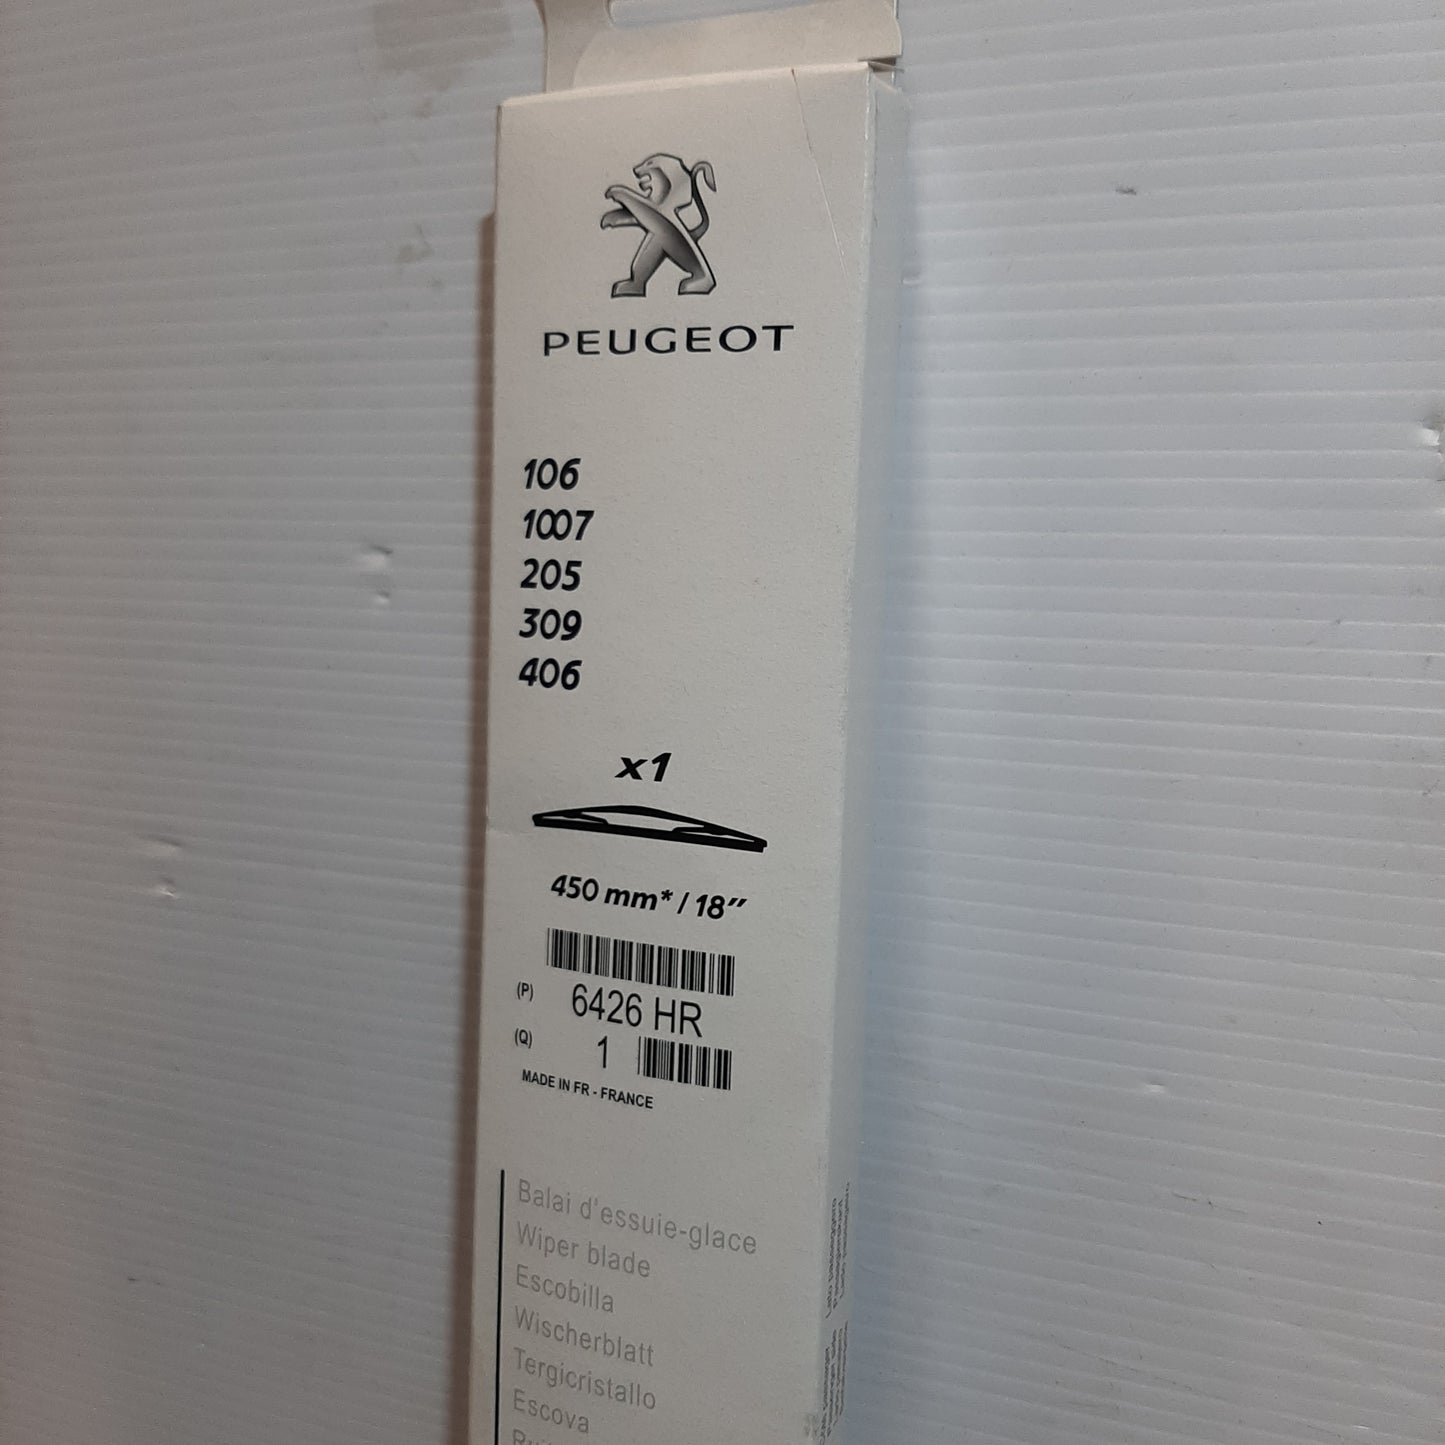 PEUGEOT
106
1007
205
309
406
x1
450 mm* / 18"
(P) 6426 HR
(Q) 1
MADE IN FR - FRANCE
Balai d'essuie-glace
Wiper blade
Escobilla
Wischerblatt
Tergicristallo
Escova